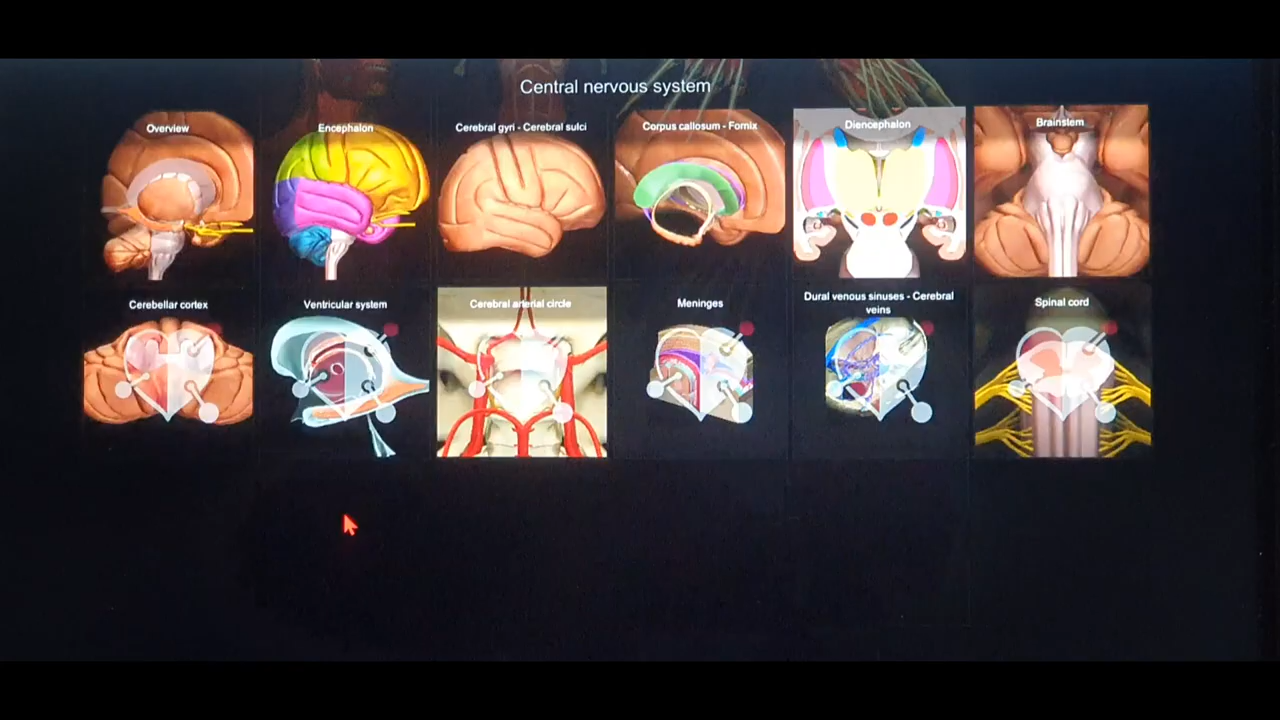 Central nervous system
Overview
Encephalon
Cerebral gyri - Cerebral sulci
Corpus callosum - Fornix
Diencephalon
Brainstem
Cerebellar cortex
Ventricular system
Cerebral arterial circle
Meninges
Dural venous sinuses - Cerebral
veins
Spinal cord